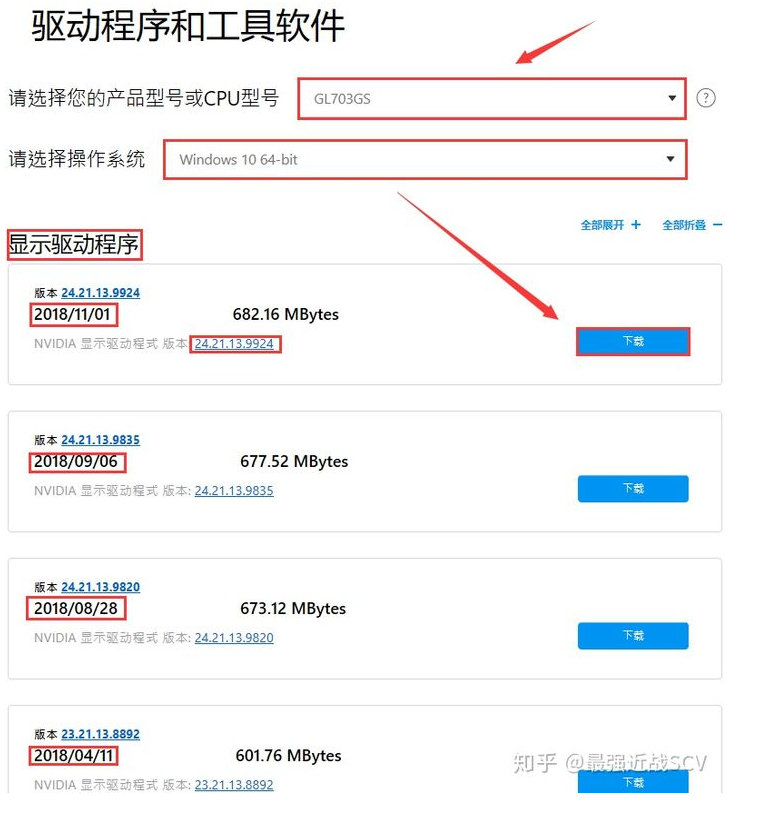 驱动程序和工具软件
请选择您的产品型号或CPU型号 GL703GS ?
请选择操作系统 Windows 10 64-bit
全部展开 + 全部折叠 −
显示驱动程序
版本 24.21.13.9924
2018/11/01 682.16 MBytes
NVIDIA 显示驱动程式 版本: 24.21.13.9924
下载
版本 24.21.13.9835
2018/09/06 677.52 MBytes
NVIDIA 显示驱动程式 版本: 24.21.13.9835
下载
版本 24.21.13.9820
2018/08/28 673.12 MBytes
NVIDIA 显示驱动程式 版本: 24.21.13.9820
下载
版本 23.21.13.8892
2018/04/11 601.76 MBytes
NVIDIA 显示驱动程式 版本: 23.21.13.8892
下载
知乎 @最强近战SCV